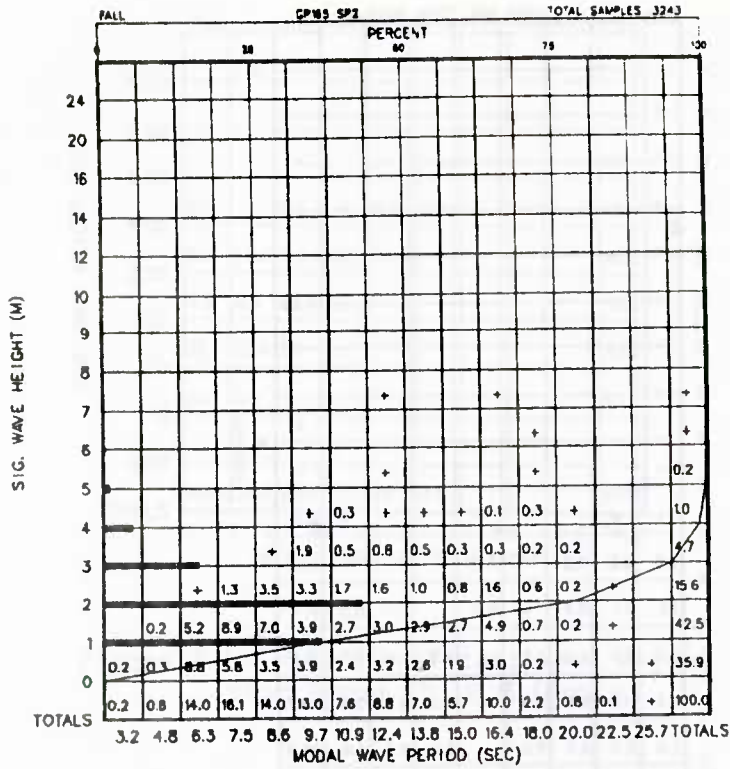 FALL GP185 SP2 TOTAL SAMPLES 3243
PERCENT
0 50 75 100
24
20
16
14
12
10
9
8
7 + + +
6 + +
5 + + 0.2
4 + 0.3 + + + 0.1 0.3 + 1.0
3 + 1.9 0.5 0.8 0.5 0.3 0.3 0.2 0.2 4.7
2 + 1.3 3.5 3.3 1.7 1.6 1.0 0.8 1.6 0.6 0.2 + 15.6
1 0.2 5.2 8.9 7.0 3.9 2.7 3.0 2.9 2.7 4.9 0.7 0.2 + 42.5
0 0.2 0.3 8.8 5.8 3.5 3.9 2.4 3.2 2.6 1.9 3.0 0.2 + + 35.9
TOTALS 0.2 0.6 14.0 16.1 14.0 13.0 7.6 8.8 7.0 5.7 10.0 2.2 0.6 0.1 + 100.0
3.2 4.8 6.3 7.5 8.6 9.7 10.9 12.4 13.8 15.0 16.4 18.0 20.0 22.5 25.7 TOTALS
MODAL WAVE PERIOD (SEC)
SIG. WAVE HEIGHT (M)